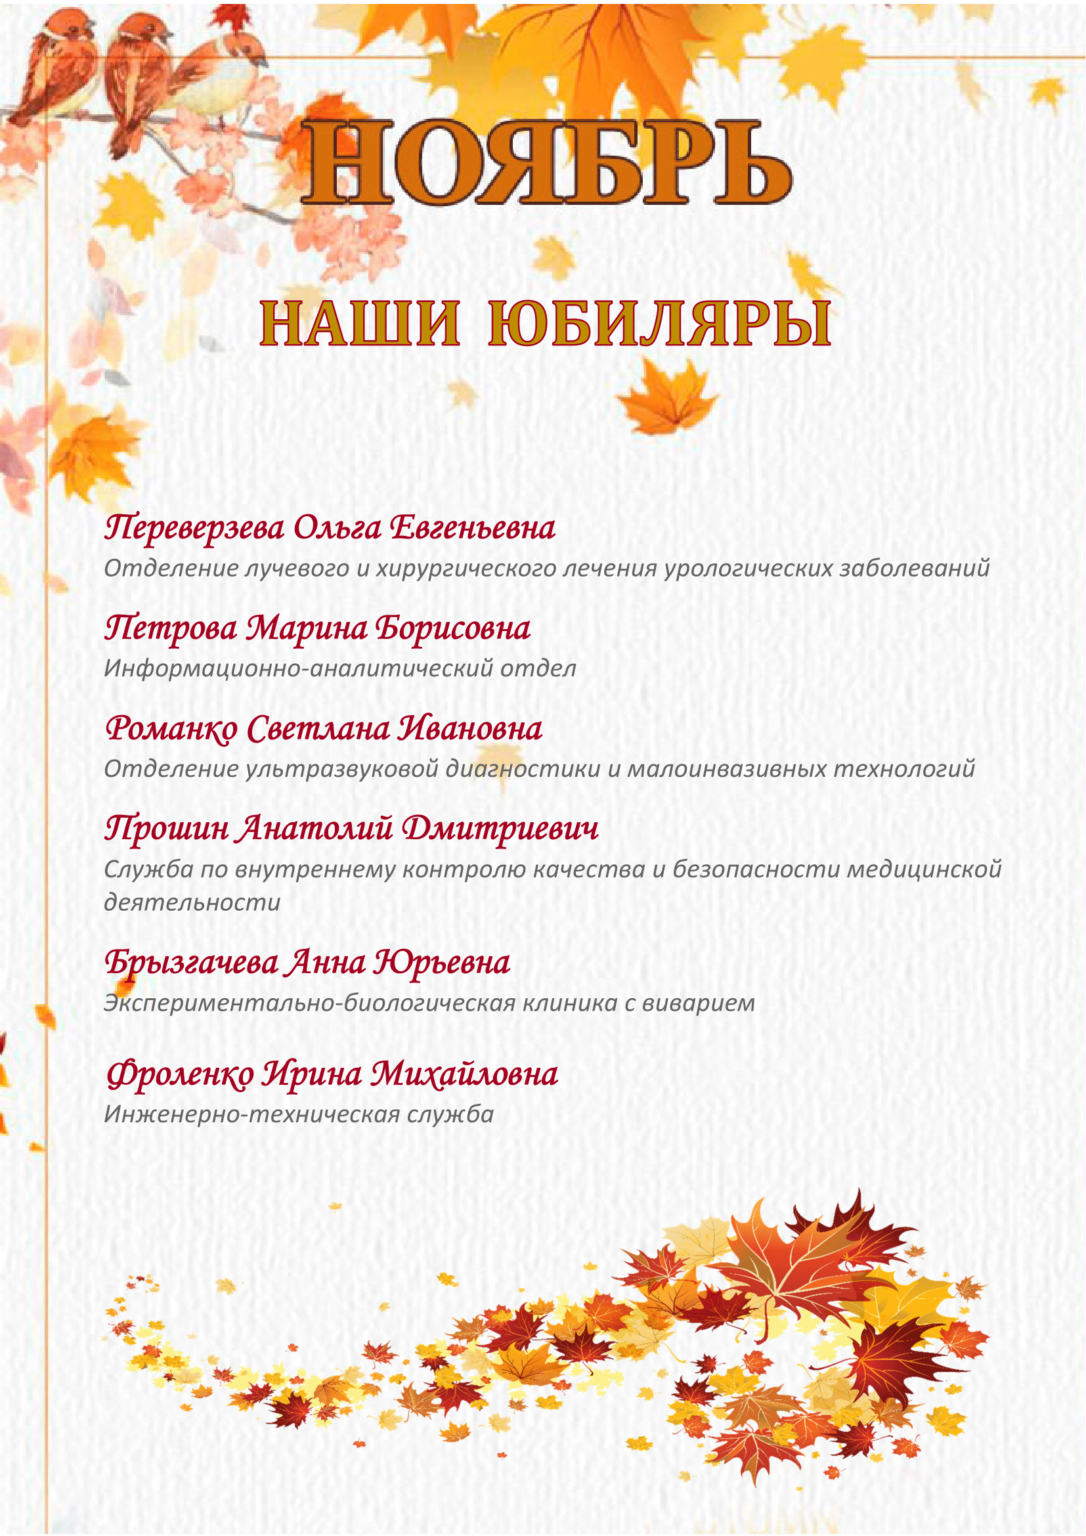 НОЯБРЬ
НАШИ ЮБИЛЯРЫ
Переверзева Ольга Евгеньевна
Отделение лучевого и хирургического лечения урологических заболеваний
Петрова Марина Борисовна
Информационно-аналитический отдел
Романко Светлана Ивановна
Отделение ультразвуковой диагностики и малоинвазивных технологий
Прошин Анатолий Дмитриевич
Служба по внутреннему контролю качества и безопасности медицинской
деятельности
Брызгачева Анна Юрьевна
Экспериментально-биологическая клиника с виварием
Фроленко Ирина Михайловна
Инженерно-техническая служба